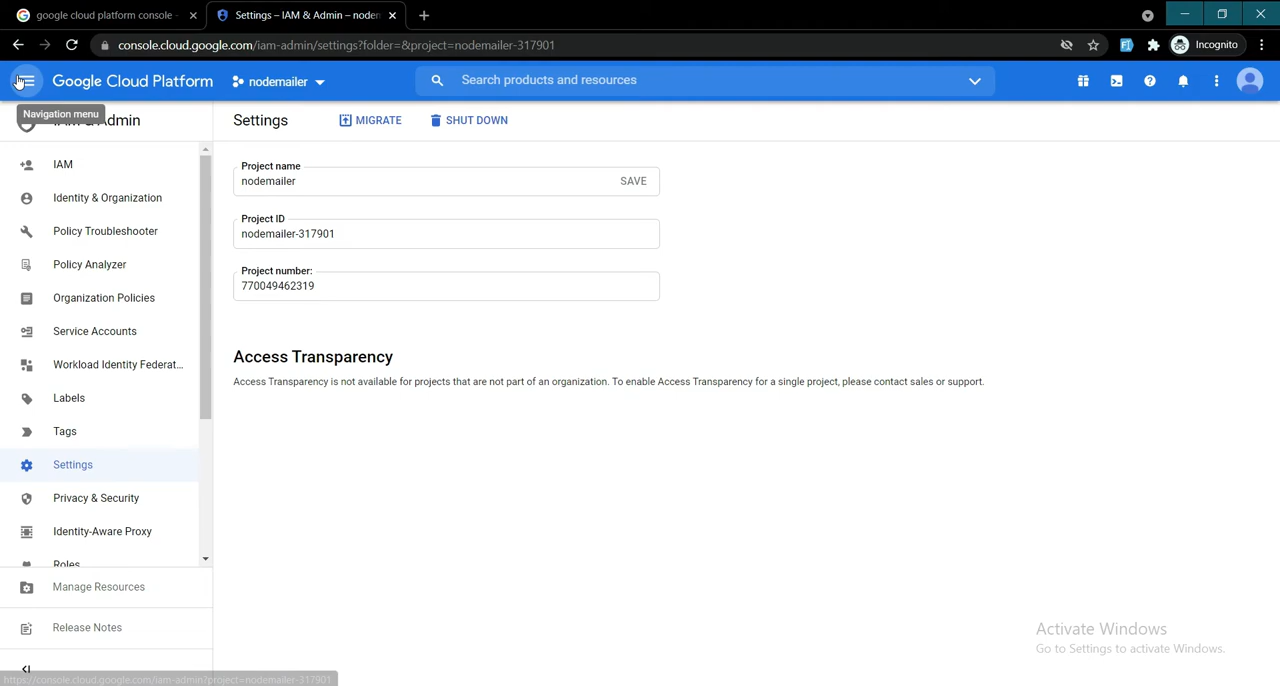 google cloud platform console -
Settings – IAM & Admin – noden
console.cloud.google.com/iam-admin/settings?folder=&project=nodemailer-317901
Incognito
Google Cloud Platform
nodemailer
Search products and resources
Navigation menu
Admin
Settings
MIGRATE
SHUT DOWN
IAM
Identity & Organization
Policy Troubleshooter
Policy Analyzer
Organization Policies
Service Accounts
Workload Identity Federat...
Labels
Tags
Settings
Privacy & Security
Identity-Aware Proxy
Roles
Manage Resources
Release Notes
https://console.cloud.google.com/iam-admin?project=nodemailer-317901
Project name
nodemailer
SAVE
Project ID
nodemailer-317901
Project number:
770049462319
Access Transparency
Access Transparency is not available for projects that are not part of an organization. To enable Access Transparency for a single project, please contact sales or support.
Activate Windows
Go to Settings to activate Windows.